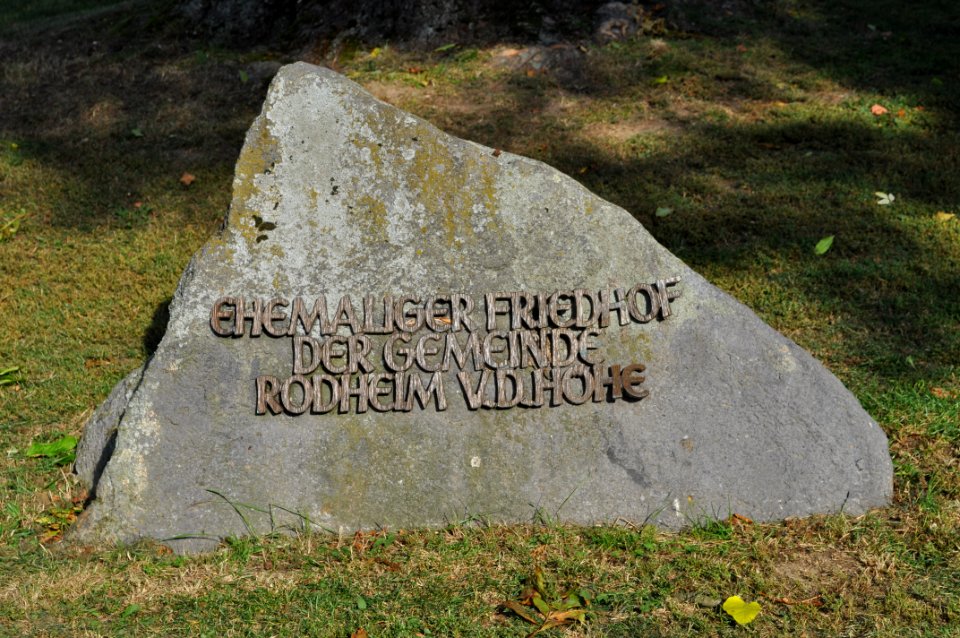 EHEMALIGER FRIEDHOF
DER GEMEINDE
RODHEIM V.D.HÖHE